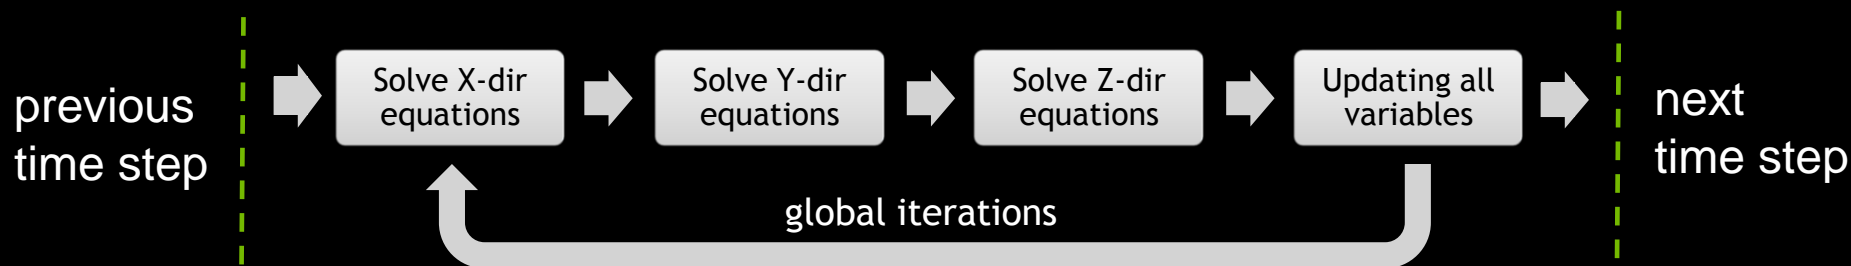 previous
time step
Solve X-dir
equations
Solve Y-dir
equations
Solve Z-dir
equations
Updating all
variables
next
time step
global iterations